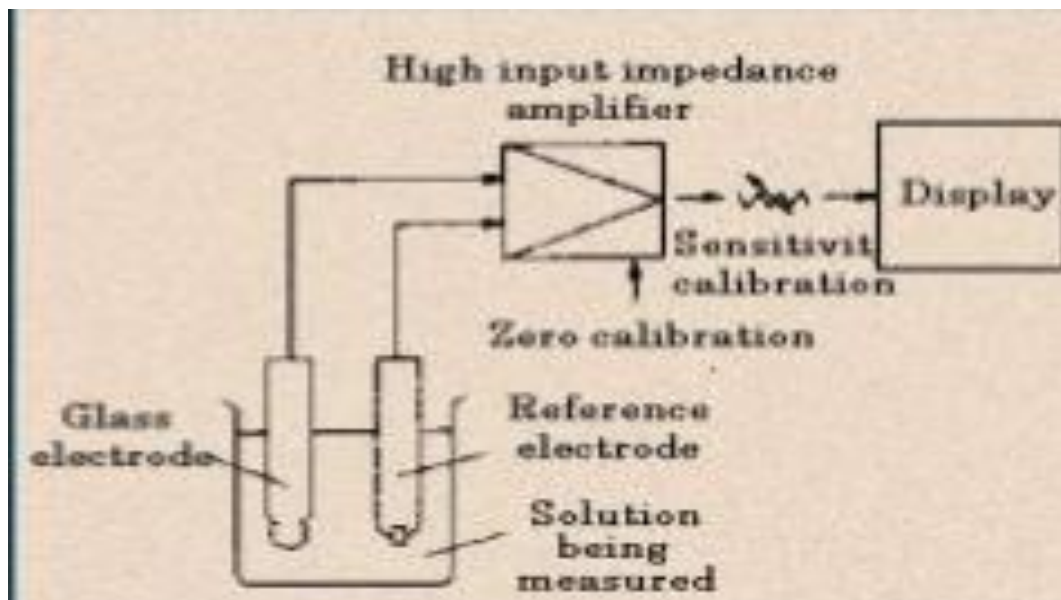 High input impedance
amplifier
Display
Sensitivit
calibration
Zero calibration
Glass
electrode
Reference
electrode
Solution
being
measured